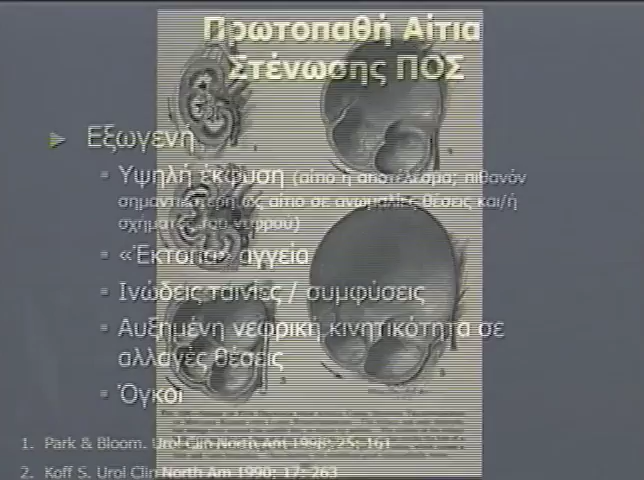 Πρωτοπαθή Αίτια
Στένωσης ΠΟΣ
Εξωγενή
Υψηλή έκφυση (αίτιο ή αποτέλεσμα; πιθανόν
σημαντικότερη ως αίτιο σε ανωμαλίες θέσεις και/ή
σχήματος του νεφρού)
«Έκτοπα» αγγεία
Ινώδεις ταινίες / συμφύσεις
Αυξημένη νεφρική κινητικότητα σε
αλλαγές θέσεις
Όγκοι
1. Park & Bloom. Urol Clin North Am 1998; 25: 161
2. Koff S. Urol Clin North Am 1990; 17: 263